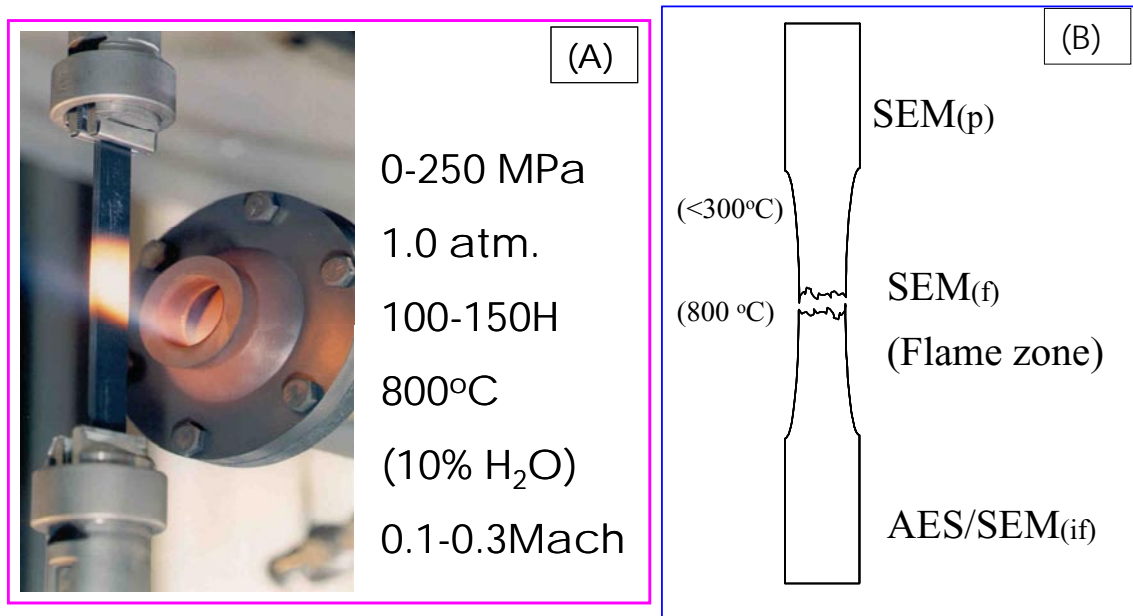 (A)
0-250 MPa
1.0 atm.
100-150H
800°C
(10% H₂O)
0.1-0.3Mach
(B)
SEM(p)
(<300°C)
SEM(f)
(800 °C)
(Flame zone)
AES/SEM(if)